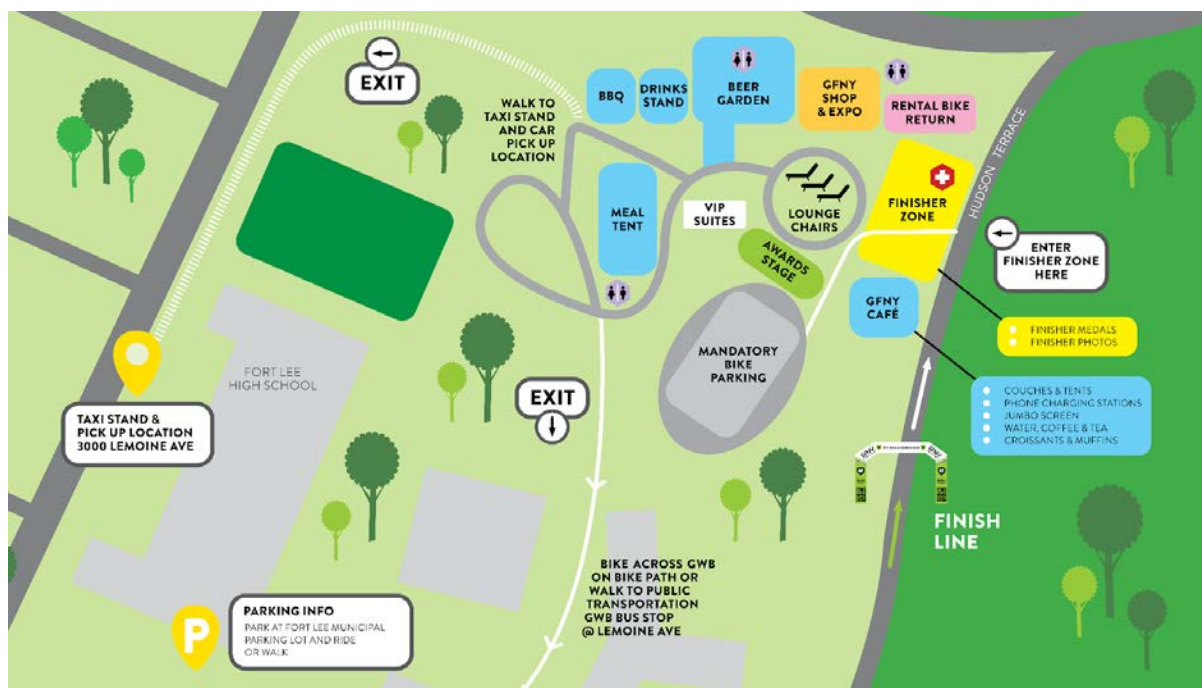 EXIT
WALK TO
TAXI STAND
AND CAR
PICK UP
LOCATION
BBQ
DRINKS
STAND
BEER
GARDEN
GFNY
SHOP
& EXPO
RENTAL BIKE
RETURN
HUDSON TERRACE
MEAL
TENT
VIP
SUITES
LOUNGE
CHAIRS
FINISHER
ZONE
AWARDS
STAGE
ENTER
FINISHER ZONE
HERE
GFNY
CAFÉ
FINISHER MEDALS
FINISHER PHOTOS
MANDATORY
BIKE
PARKING
FORT LEE
HIGH SCHOOL
EXIT
COUCHES & TENTS
PHONE CHARGING STATIONS
JUMBO SCREEN
WATER, COFFEE & TEA
CROISSANTS & MUFFINS
TAXI STAND &
PICK UP LOCATION
3000 LEMOINE AVE
FINISH
LINE
BIKE ACROSS GWB
ON BIKE PATH OR
WALK TO PUBLIC
TRANSPORTATION
GWB BUS STOP
@ LEMOINE AVE
P
PARKING INFO
PARK AT FORT LEE MUNICIPAL
PARKING LOT AND RIDE
OR WALK